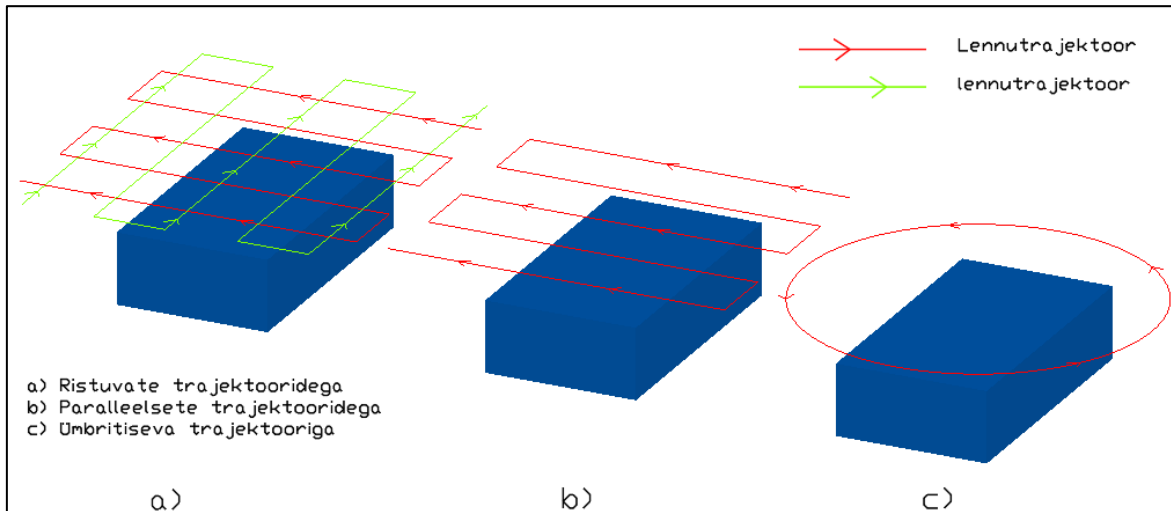 Lennutrajektoor
lennutrajektoor
a) Ristuvate trajektooridega
b) Paralleelsete trajektooridega
c) Ümbritiseva trajektooriga
a)
b)
c)